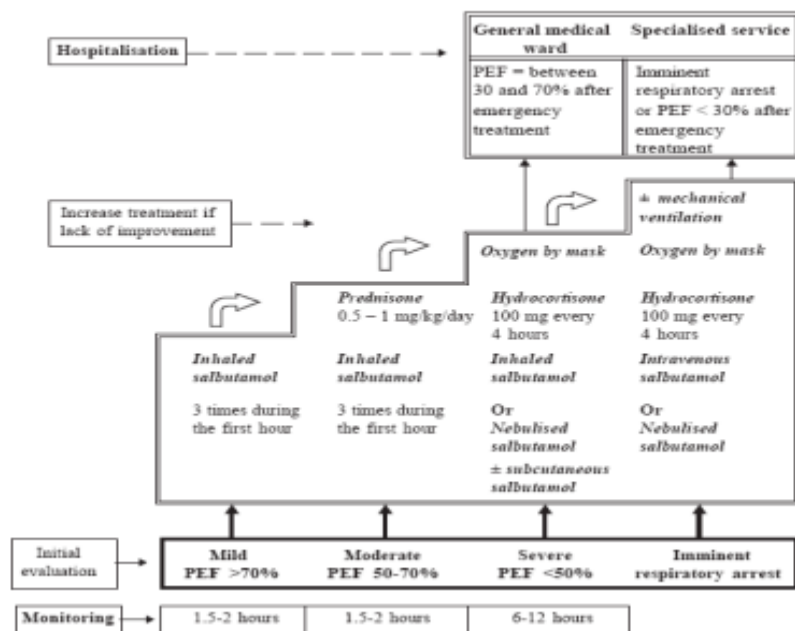 Hospitalisation
General medical ward
Specialised service
PEF = between
30 and 70% after
emergency
treatment
Imminent
respiratory arrest
or PEF < 30% after
emergency
treatment
Increase treatment if
lack of improvement
Inhaled
salbutamol
3 times during
the first hour
Prednisone
0.5 – 1 mg/kg/day
Inhaled
salbutamol
3 times during
the first hour
Oxygen by mask
Hydrocortisone
100 mg every
4 hours
Inhaled
salbutamol
Or
Nebulised
salbutamol
± subcutaneous
salbutamol
± mechanical
ventilation
Oxygen by mask
Hydrocortisone
100 mg every
4 hours
Intravenous
salbutamol
Or
Nebulised
salbutamol
Initial
evaluation
Mild
PEF >70%
Moderate
PEF 50-70%
Severe
PEF <50%
Imminent
respiratory arrest
Monitoring
1.5-2 hours
1.5-2 hours
6-12 hours